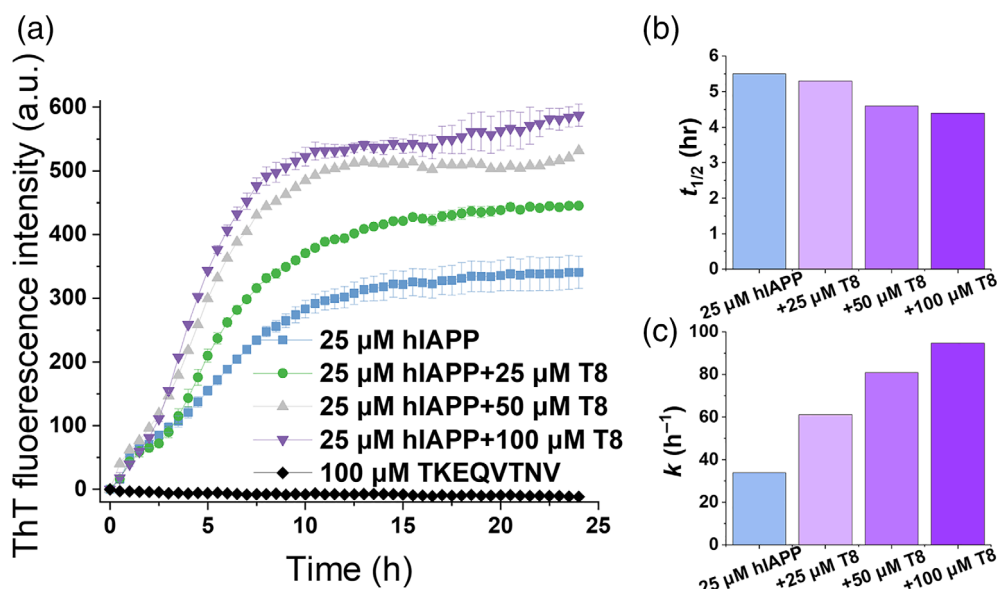 (a)
ThT fluoerescence intensity (a.u.)
600
500
400
300
200
100
0
0
5
10
15
20
25
Time (h)
25 µM hIAPP
25 µM hIAPP+25 µM T8
25 µM hIAPP+50 µM T8
25 µM hIAPP+100 µM T8
100 µM TKEQVTNV
(b)
t1/2 (hr)
6
5
4
3
2
1
0
25 µM hIAPP
+25 µM T8
+50 µM T8
+100 µM T8
(c)
k (h⁻¹)
100
80
60
40
20
0
25 µM hIAPP
+25 µM T8
+50 µM T8
+100 µM T8